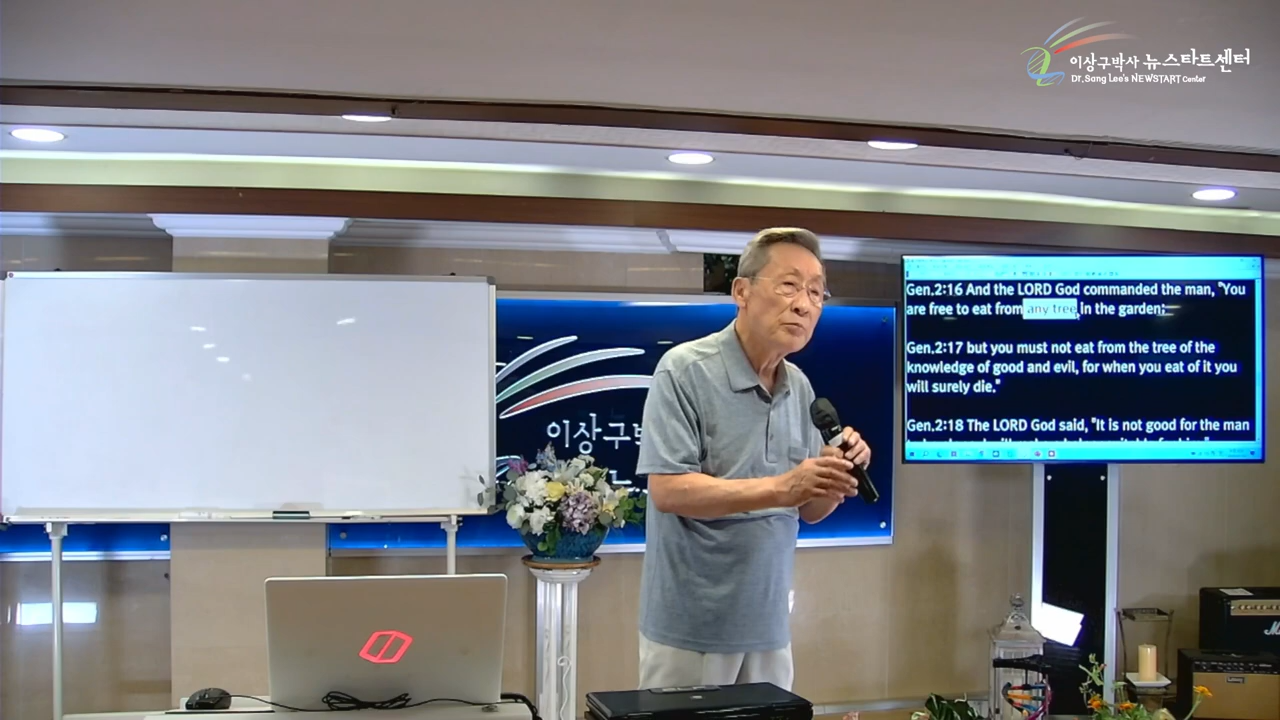 이상구박사 뉴스타트센터
Dr. Sang Lee's NEWSTART Center
Gen.2:16 And the LORD God commanded the man, "You
are free to eat from any tree in the garden;
Gen.2:17 but you must not eat from the tree of the
knowledge of good and evil, for when you eat of it you
will surely die."
Gen.2:18 The LORD God said, "It is not good for the man
이상구